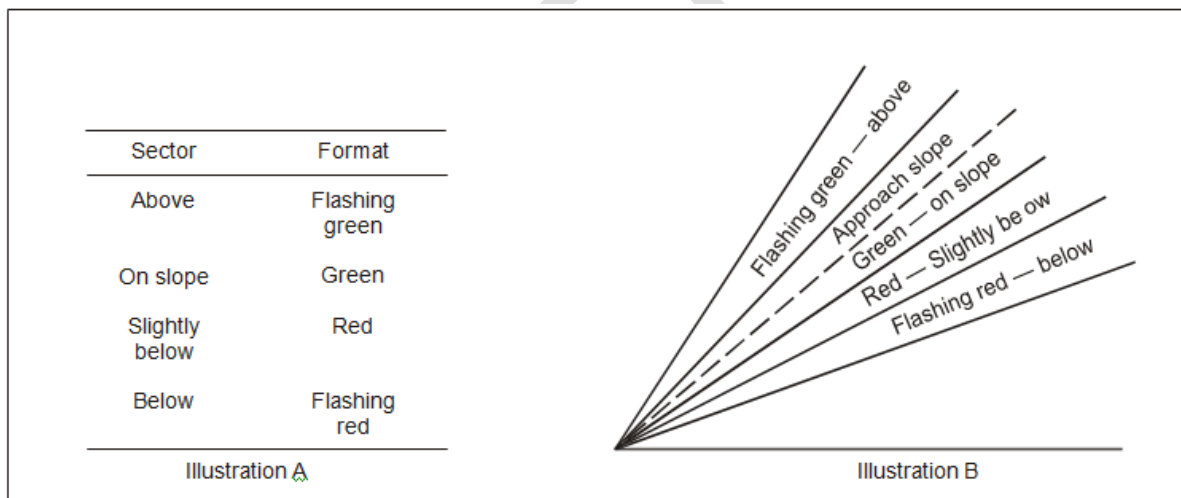 Sector Format
Above Flashing
green
On slope Green
Slightly Red
below
Below Flashing
red
Illustration A
Flashing green — above
Approach slope
Green — on slope
Red — Slightly be ow
Flashing red — below
Illustration B